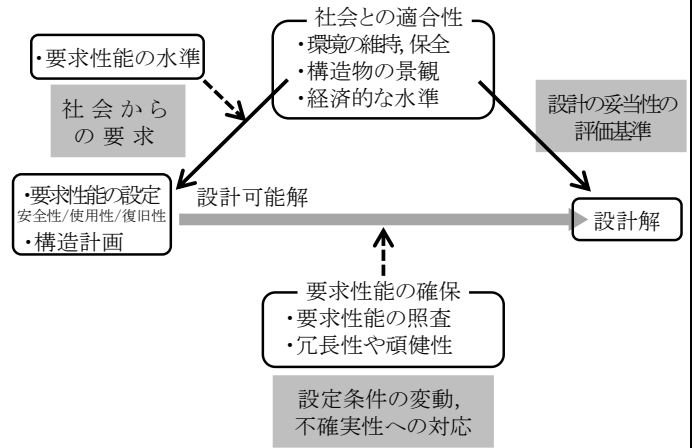 社会との適合性
・環境の維持,保全
・構造物の景観
・経済的な水準
・要求性能の水準
社会から
の要求
設計の妥当性の
評価基準
・要求性能の設定
安全性/使用性/復旧性
・構造計画
設計可能解
設計解
要求性能の確保
・要求性能の照査
・冗長性や頑健性
設定条件の変動,
不確実性への対応